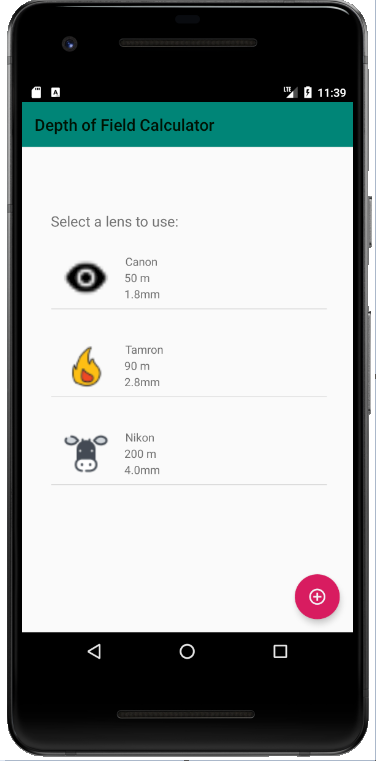 A
LTE
11:39
Depth of Field Calculator
Select a lens to use:
Canon
50 m
1.8mm
Tamron
90 m
2.8mm
Nikon
200 m
4.0mm